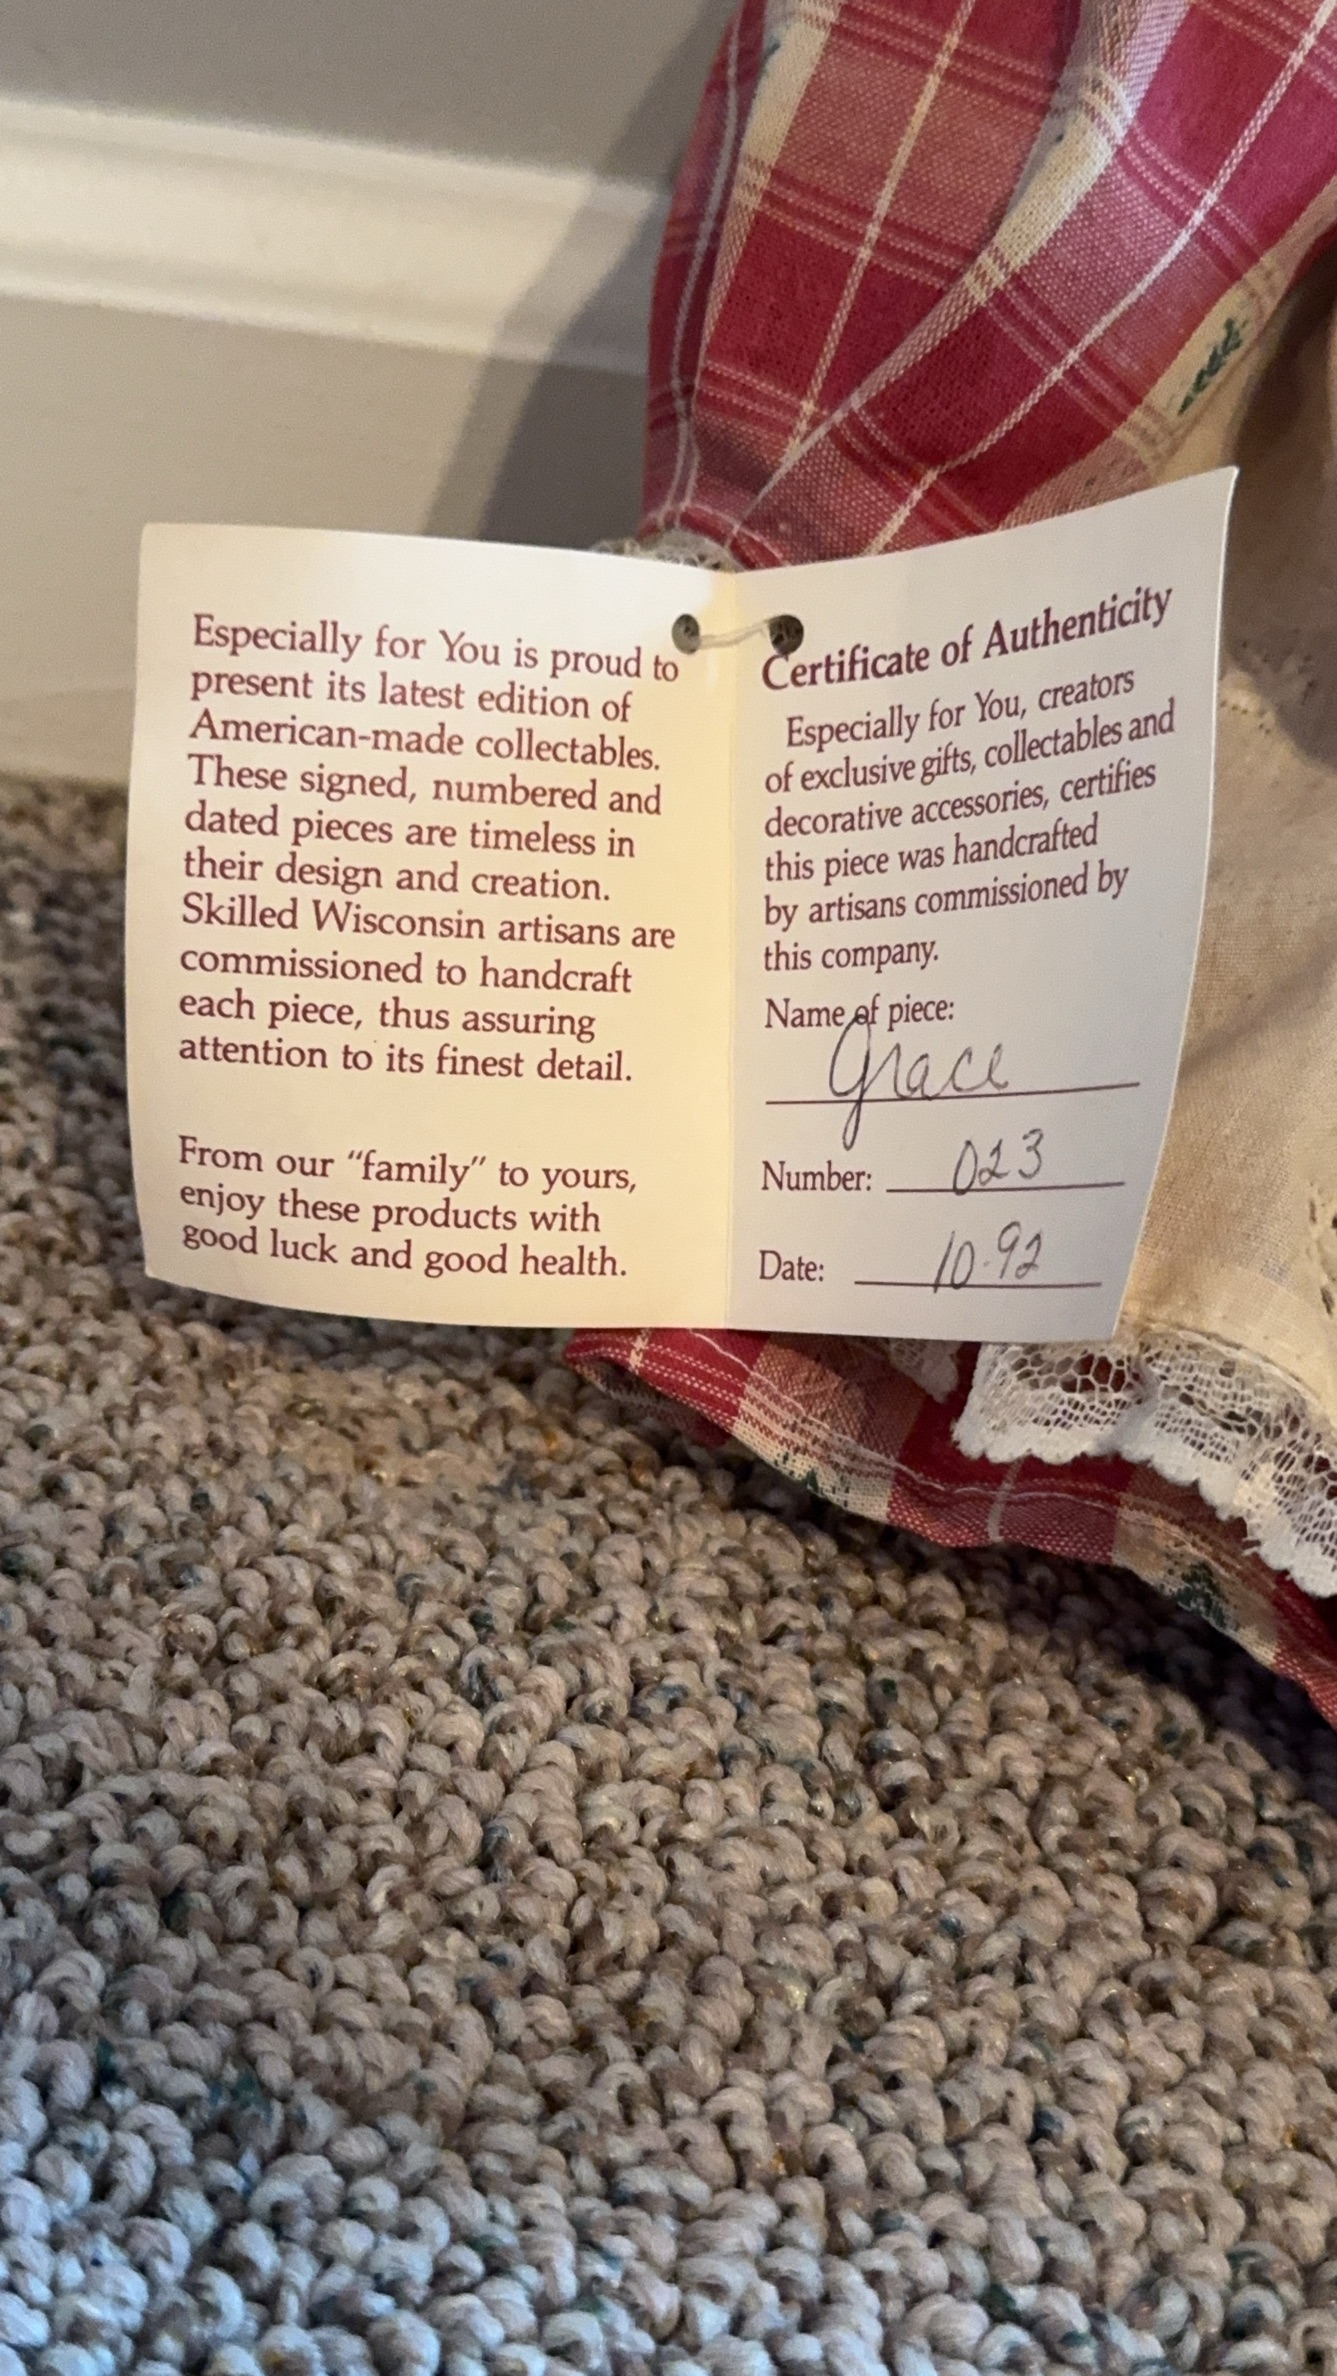 Especially for You is proud to
present its latest edition of
American-made collectables.
These signed, numbered and
dated pieces are timeless in
their design and creation.
Skilled Wisconsin artisans are
commissioned to handcraft
each piece, thus assuring
attention to its finest detail.
From our “family” to yours,
enjoy these products with
good luck and good health.
Certificate of Authenticity
Especially for You, creators
of exclusive gifts, collectables and
decorative accessories, certifies
this piece was handcrafted
by artisans commissioned by
this company.
Name of piece:
Grace
Number: 023
Date: 10.92